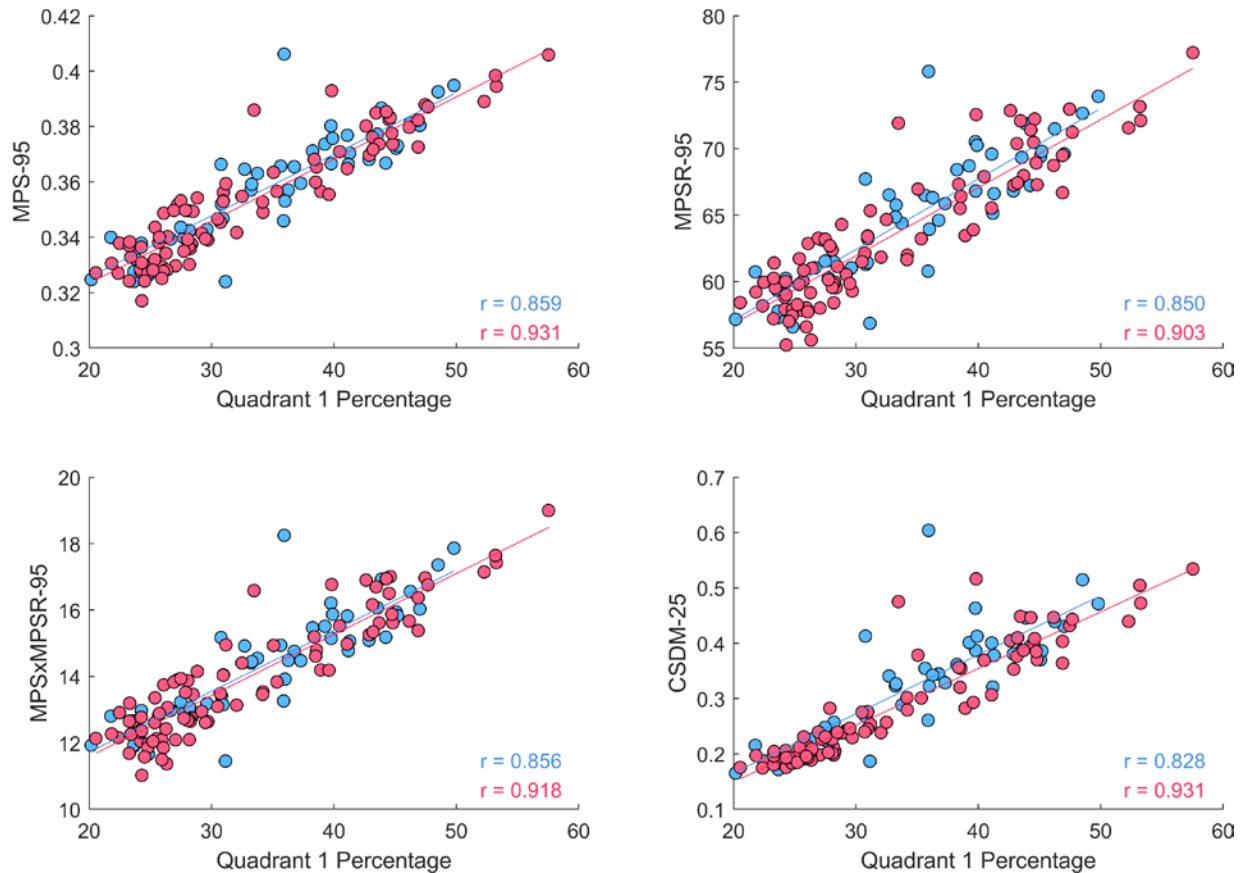 0.42
0.4
0.38
0.36
0.34
0.32
0.3
MPS-95
20 30 40 50 60
Quadrant 1 Percentage
r = 0.859
r = 0.931
80
75
70
65
60
55
MPSR-95
20 30 40 50 60
Quadrant 1 Percentage
r = 0.850
r = 0.903
20
18
16
14
12
10
MPSxMPSR-95
20 30 40 50 60
Quadrant 1 Percentage
r = 0.856
r = 0.918
0.7
0.6
0.5
0.4
0.3
0.2
0.1
CSDM-25
20 30 40 50 60
Quadrant 1 Percentage
r = 0.828
r = 0.931